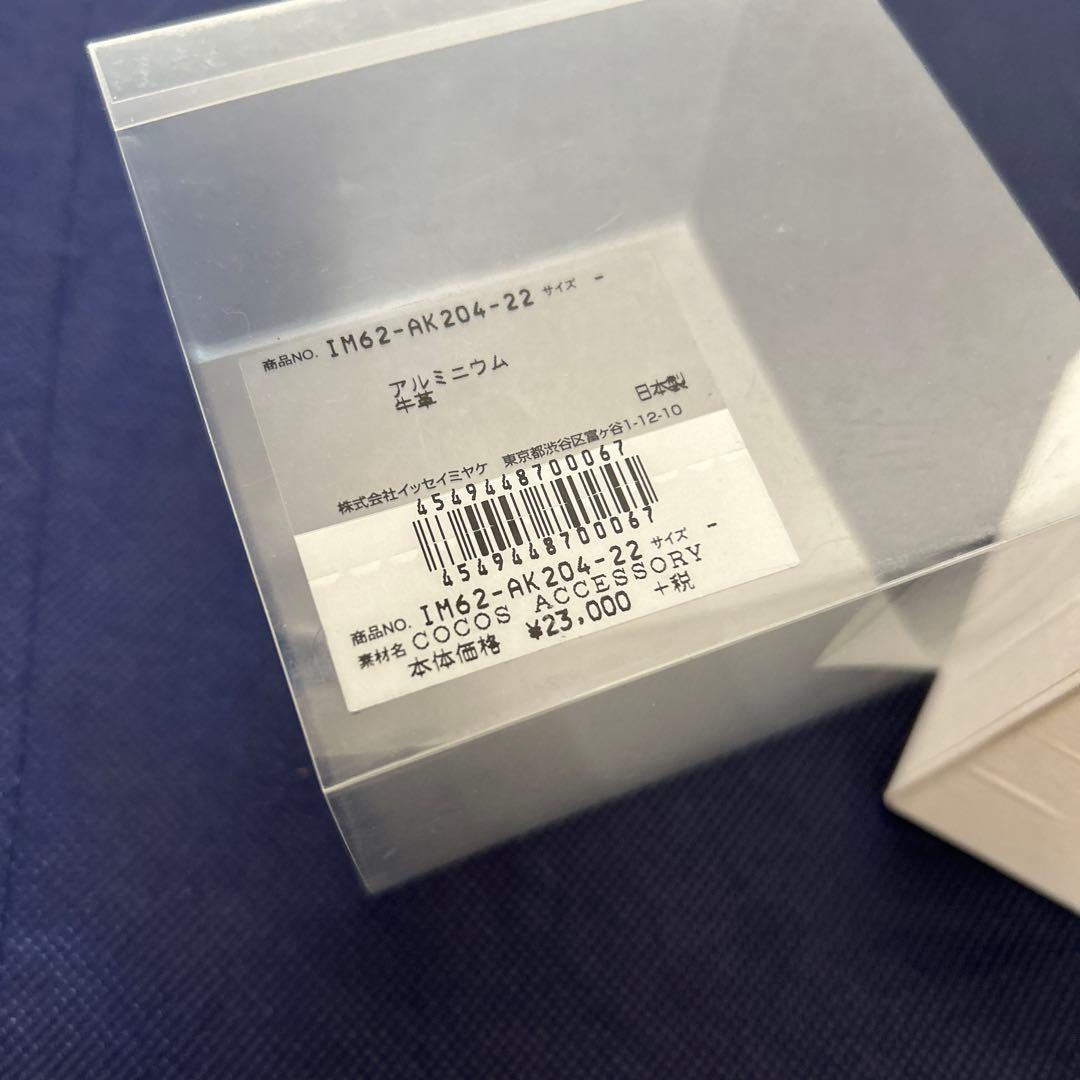 商品NO. IM62-AK204-22 サイズ -
アルミニウム
牛革
日本製
株式会社イッセイミヤケ 東京都渋谷区富ヶ谷1-12-10
4549448700067
4549448700067
商品NO. IM62-AK204-22 サイズ -
素材名 COCOS ACCESSORY
本体価格 ¥23,000 +税